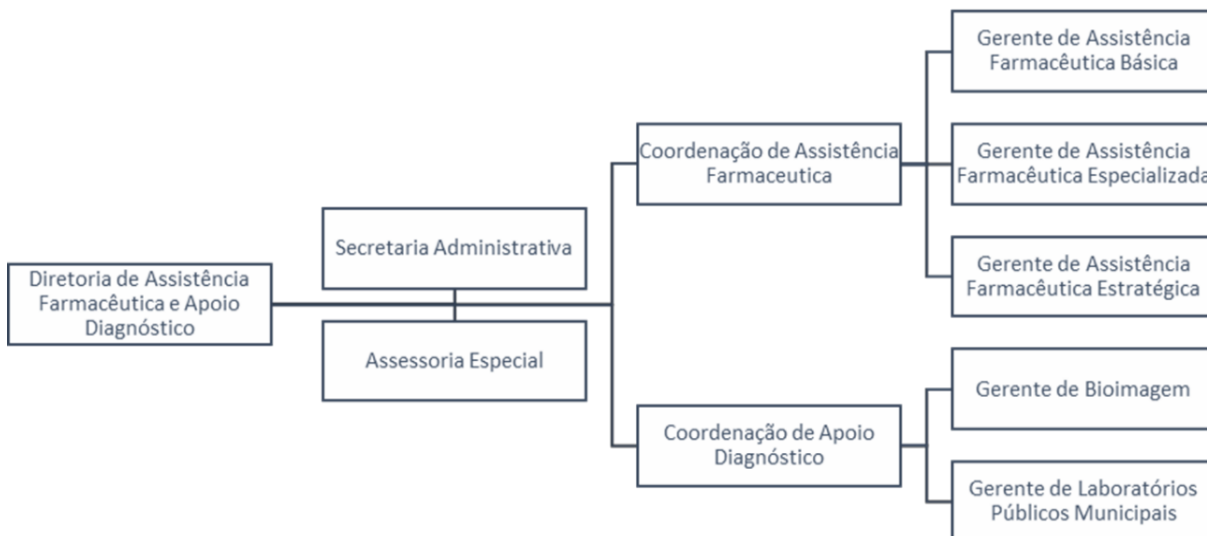 Diretoria de Assistência
Farmacêutica e Apoio
Diagnóstico
Secretaria Administrativa
Assessoria Especial
Coordenação de Assistência
Farmaceutica
Gerente de Assistência
Farmacêutica Básica
Gerente de Assistência
Farmacêutica Especializada
Gerente de Assistência
Farmacêutica Estratégica
Coordenação de Apoio
Diagnóstico
Gerente de Bioimagem
Gerente de Laboratórios
Públicos Municipais